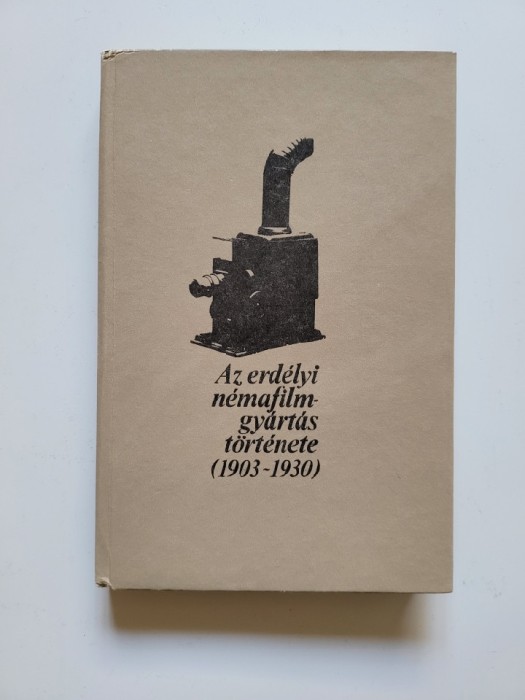 Az erdélyi
némafilm-
gyártás
története
(1903~1930)